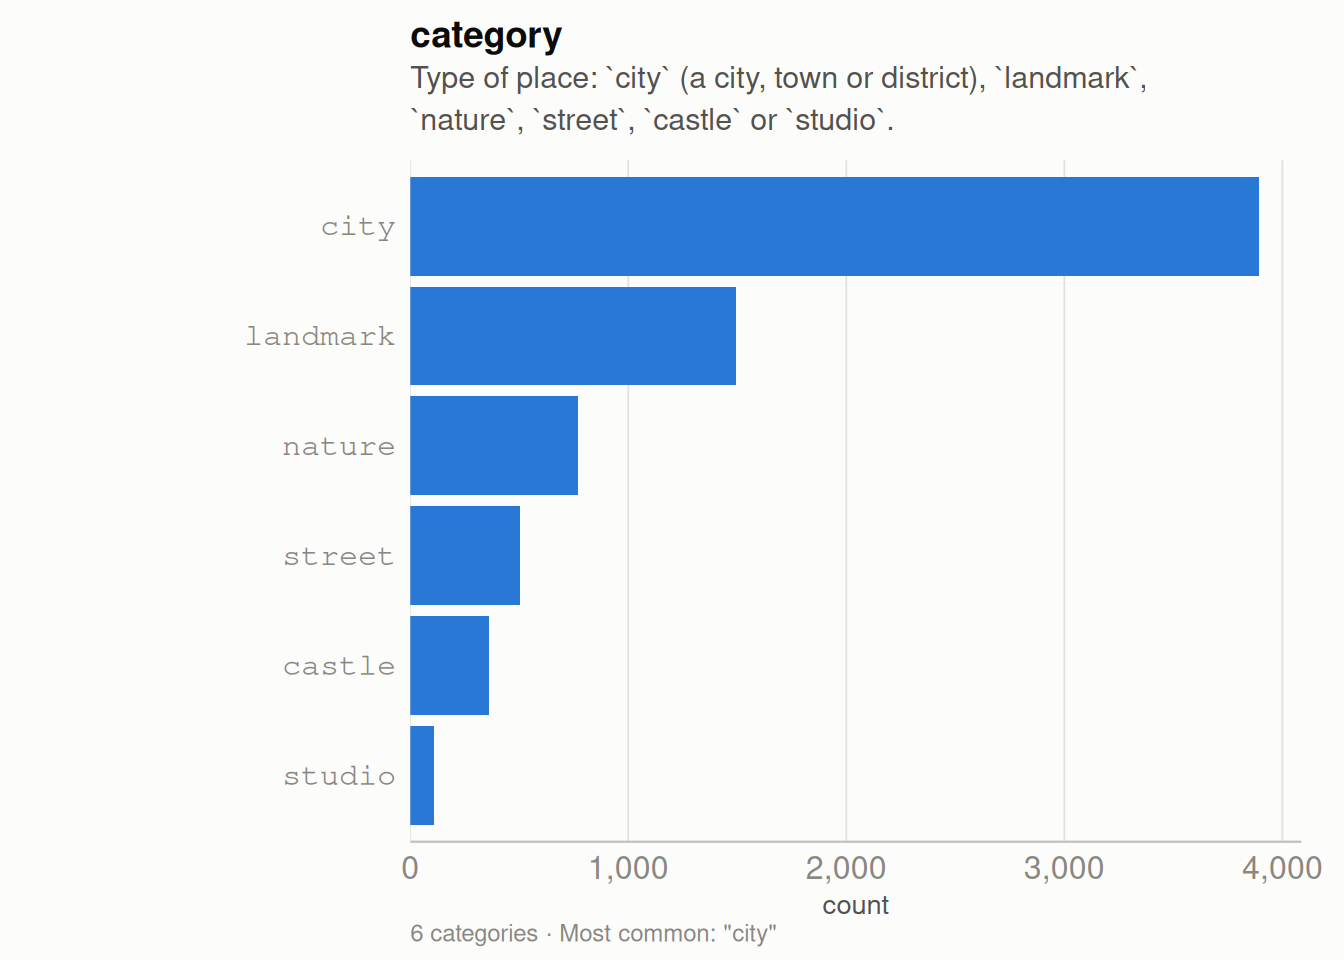 category
Type of place: `city` (a city, town or district), `landmark`,
`nature`, `street`, `castle` or `studio`.
city
landmark
nature
street
castle
studio
0 1,000 2,000 3,000 4,000
count
6 categories · Most common: "city"